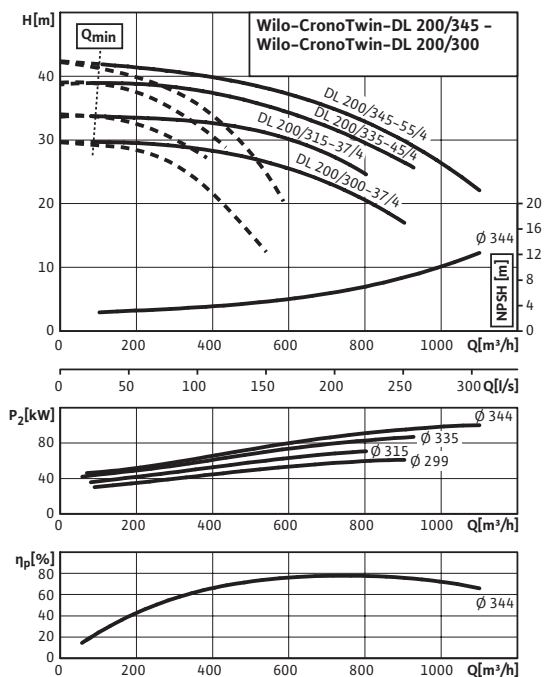 H[m]
Wilo-CronoTwin-DL 200/345 –
Wilo-CronoTwin-DL 200/300
Qmin
40
30
20
10
0
DL 200/345-55/4
DL 200/335-45/4
DL 200/315-37/4
DL 200/300-37/4
20
16
12
8
4
0
NPSH [m]
Ø 344
0 200 400 600 800 1000 Q[m³/h]
0 50 100 150 200 250 300 Q[l/s]
P₂[kW]
80
40
0
Ø 344
Ø 335
Ø 315
Ø 299
0 200 400 600 800 1000 Q[m³/h]
ηp[%]
80
60
40
20
0
Ø 344
0 200 400 600 800 1000 Q[m³/h]